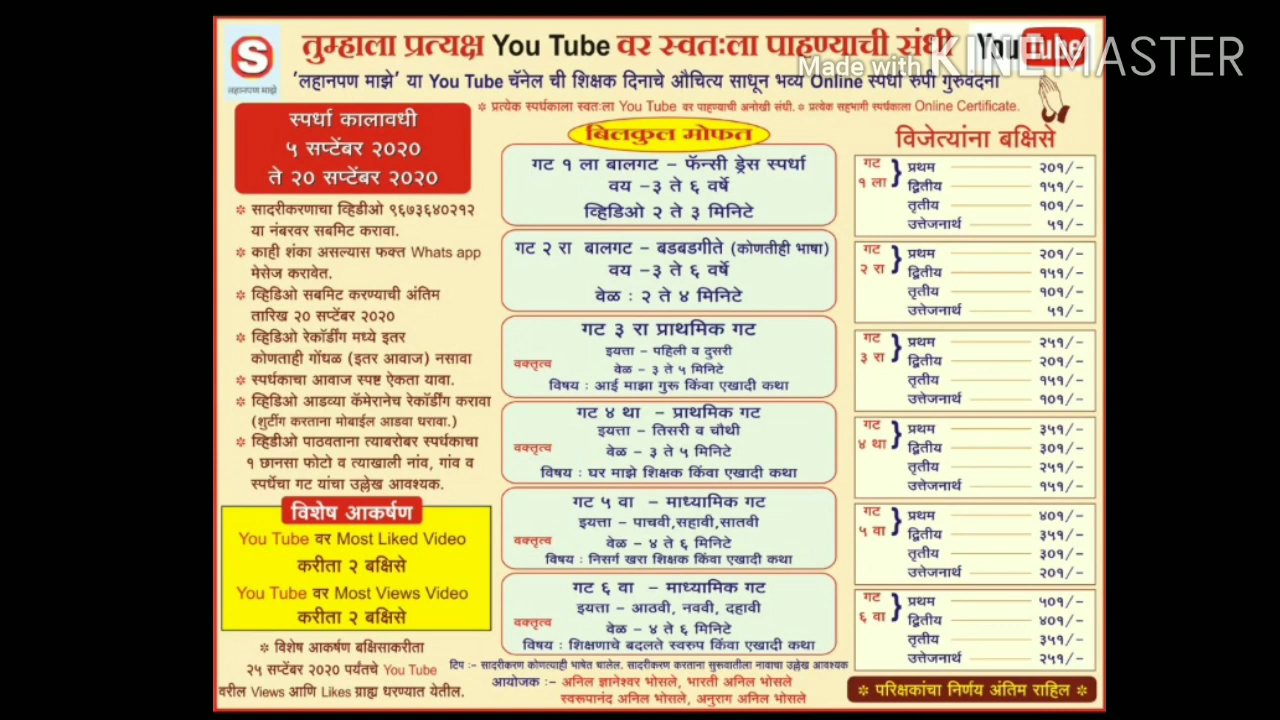 तुम्हाला प्रत्यक्ष You Tube वर स्वतःला पाहण्याची संधी
You Tube
Made with KINEMASTER
S
लहानपण माझे
'लहानपण माझे' या You Tube चॅनेल ची शिक्षक दिनाचे औचित्य साधून भव्य Online स्पर्धा रुपी गुरुवंदना
✲ प्रत्येक स्पर्धकाला स्वतःला You Tube वर पाहण्याची अनोखी संधी. ✲ प्रत्येक सहभागी स्पर्धकाला Online Certificate.
स्पर्धा कालावधी
५ सप्टेंबर २०२०
ते २० सप्टेंबर २०२०
✲ सादरीकरणाचा व्हिडीओ ९६७३६४०२१२
या नंबरवर सबमिट करावा.
✲ काही शंका असल्यास फक्त Whats app
मेसेज करावेत.
✲ व्हिडिओ सबमिट करण्याची अंतिम
तारिख २० सप्टेंबर २०२०
✲ व्हिडिओ रेकॉर्डींग मध्ये इतर
कोणताही गोंधळ (इतर आवाज) नसावा
✲ स्पर्धकाचा आवाज स्पष्ट ऐकता यावा.
✲ व्हिडिओ आडव्या कॅमेरानेच रेकॉर्डींग करावा
(शुटींग करताना मोबाईल आडवा धरावा.)
✲ व्हिडीओ पाठवताना त्याबरोबर स्पर्धकाचा
१ छानसा फोटो व त्याखाली नांव, गांव व
स्पर्धेचा गट यांचा उल्लेख आवश्यक.
विशेष आकर्षण
You Tube वर Most Liked Video
करीता २ बक्षिसे
You Tube वर Most Views Video
करीता २ बक्षिसे
✲ विशेष आकर्षण बक्षिसाकरीता
२५ सप्टेंबर २०२० पर्यंतचे You Tube
वरील Views आणि Likes ग्राह्य धरण्यात येतील.
बिलकुल मोफत
गट १ ला बालगट – फॅन्सी ड्रेस स्पर्धा
वय –३ ते ६ वर्षे
व्हिडिओ २ ते ३ मिनिटे
गट २ रा बालगट – बडबडगीते (कोणतीही भाषा)
वय –३ ते ६ वर्षे
वेळ : २ ते ४ मिनिटे
गट ३ रा प्राथमिक गट
इयत्ता – पहिली व दुसरी
वक्तृत्व वेळ – ३ ते ५ मिनिटे
विषय : आई माझा गुरू किंवा एखादी कथा
गट ४ था – प्राथमिक गट
इयत्ता – तिसरी व चौथी
वक्तृत्व वेळ – ३ ते ५ मिनिटे
विषय : घर माझे शिक्षक किंवा एखादी कथा
गट ५ वा – माध्यामिक गट
इयत्ता – पाचवी,सहावी,सातवी
वक्तृत्व वेळ – ४ ते ६ मिनिटे
विषय : निसर्ग खरा शिक्षक किंवा एखादी कथा
गट ६ वा – माध्यामिक गट
इयत्ता – आठवी, नववी, दहावी
वक्तृत्व वेळ – ४ ते ६ मिनिटे
विषय : शिक्षणाचे बदलते स्वरुप किंवा एखादी कथा
टिप :– सादरीकरण कोणत्याही भाषेत चालेल. सादरीकरण करताना सुरूवातीला नावाचा उल्लेख आवश्यक
आयोजक :– अनिल ज्ञानेश्वर भोसले, भारती अनिल भोसले
स्वरूपानंद अनिल भोसले, अनुराग अनिल भोसले
विजेत्यांना बक्षिसे
गट १ ला
प्रथम २०१/–
द्वितीय १५१/–
तृतीय १०१/–
उत्तेजनार्थ ५१/–
गट २ रा
प्रथम २०१/–
द्वितीय १५१/–
तृतीय १०१/–
उत्तेजनार्थ ५१/–
गट ३ रा
प्रथम २५१/–
द्वितीय २०१/–
तृतीय १५१/–
उत्तेजनार्थ १०१/–
गट ४ था
प्रथम ३५१/–
द्वितीय ३०१/–
तृतीय २५१/–
उत्तेजनार्थ १५१/–
गट ५ वा
प्रथम ४०१/–
द्वितीय ३५१/–
तृतीय ३०१/–
उत्तेजनार्थ २०१/–
गट ६ वा
प्रथम ५०१/–
द्वितीय ४०१/–
तृतीय ३५१/–
उत्तेजनार्थ २५१/–
✲ परिक्षकांचा निर्णय अंतिम राहिल ✲